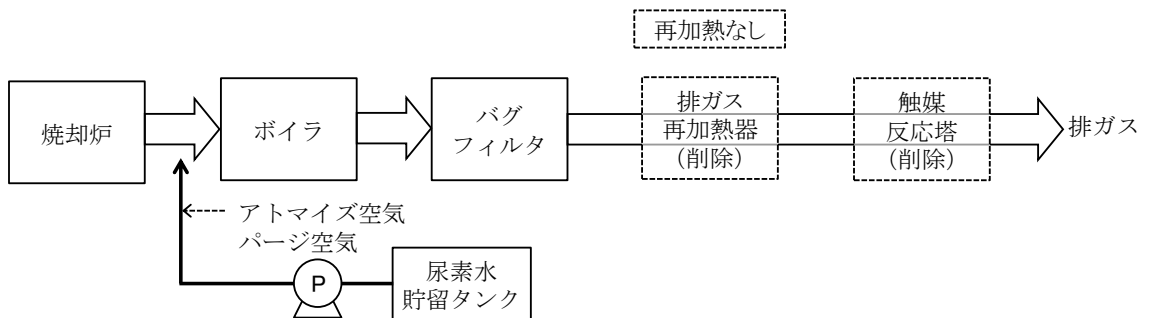 再加熱なし
焼却炉
ボイラ
バグ
フィルタ
排ガス
再加熱器
(削除)
触媒
反応塔
(削除)
排ガス
アトマイズ空気
パージ空気
P
尿素水
貯留タンク